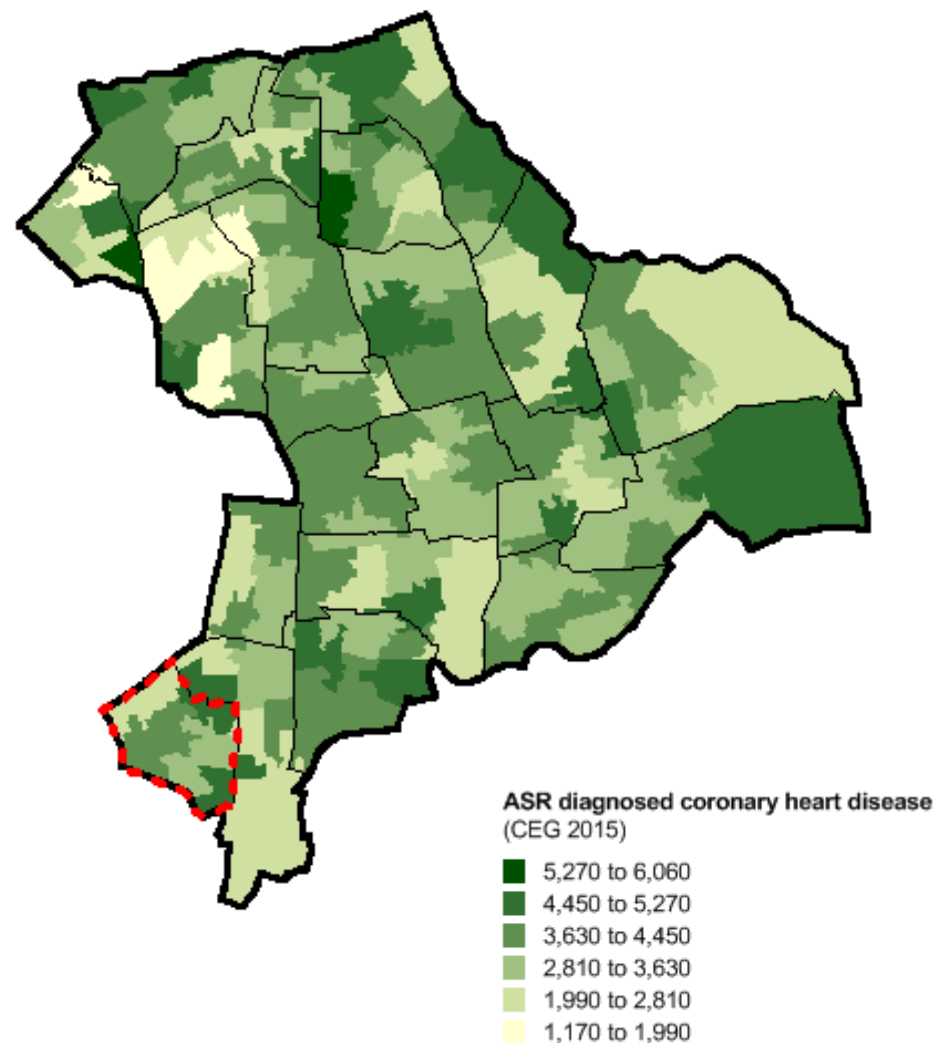 ASR diagnosed coronary heart disease
(CEG 2015)
5,270 to 6,060
4,450 to 5,270
3,630 to 4,450
2,810 to 3,630
1,990 to 2,810
1,170 to 1,990